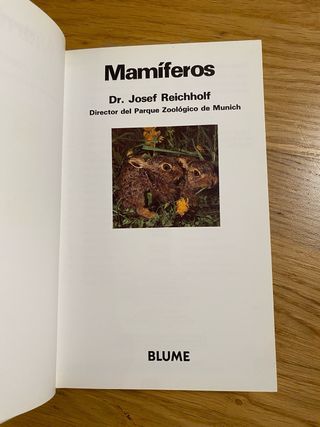 Mamíferos
Dr. Josef Reichholf
Director del Parque Zoológico de Munich
BLUME